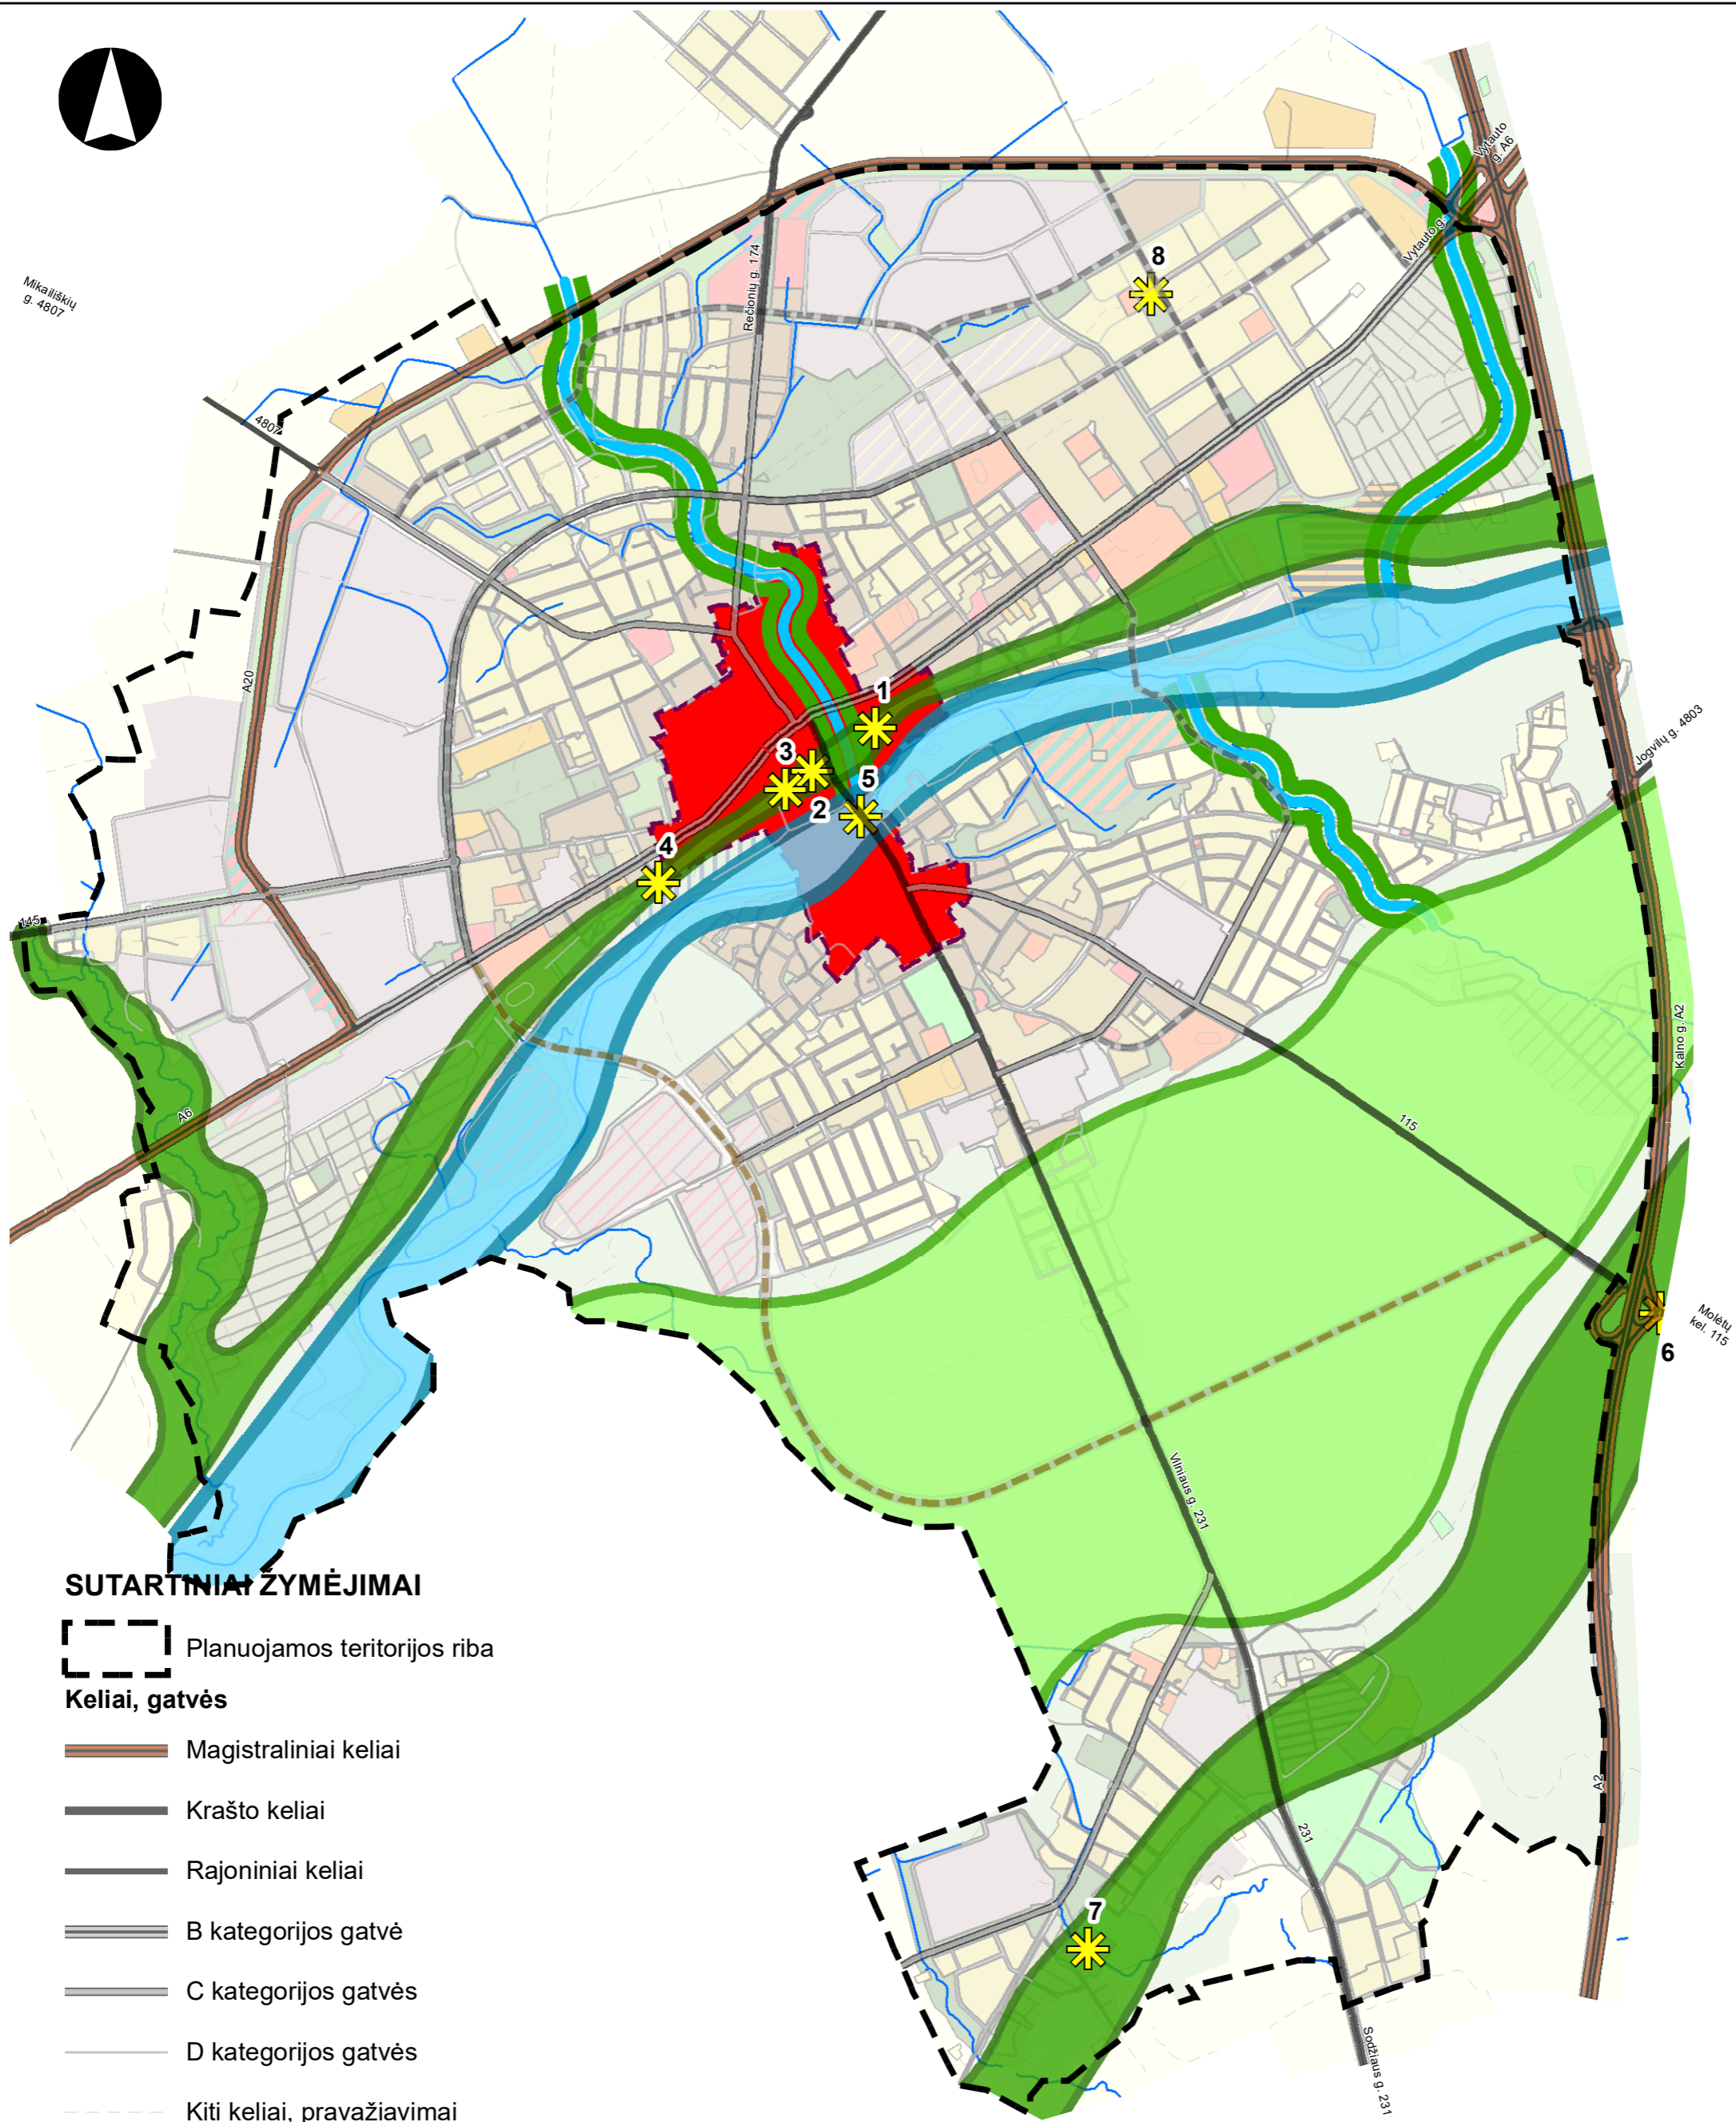 Vytauto
g. A6
Vytauto g.
Rečionių g. 174
8
Mikailiškių
g. 4807
4807
A20
1
3
5
2
4
Jogvilų g. 4803
145
Kalno g. A2
A6
115
Molėtų
kel. 115
6
Vilniaus g. 231
SUTARTINIAI ŽYMĖJIMAI
Planuojamos teritorijos riba
Keliai, gatvės
Magistraliniai keliai
A2
Krašto keliai
231
Rajoniniai keliai
7
B kategorijos gatvė
C kategorijos gatvės
D kategorijos gatvės
Sodžiaus g. 231
Kiti keliai, pravažiavimai